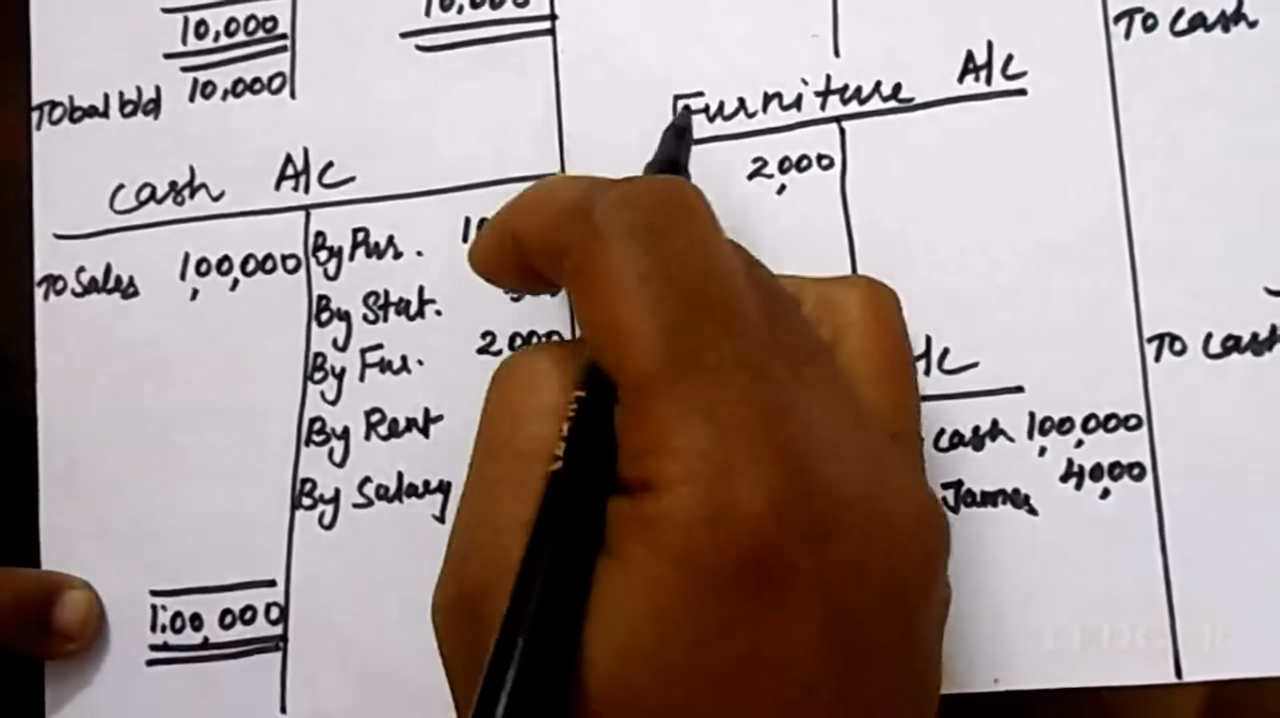 10,000
10,000
10,000
To bal b/d
Cash A/C
To Sales 1,00,000
By Pur.
By Stat.
By Fur. 2,000
By Rent
By Salary
1,00,000
Furniture A/C
2,000
cash 1,00,000
James 4,000
To cash
To cash